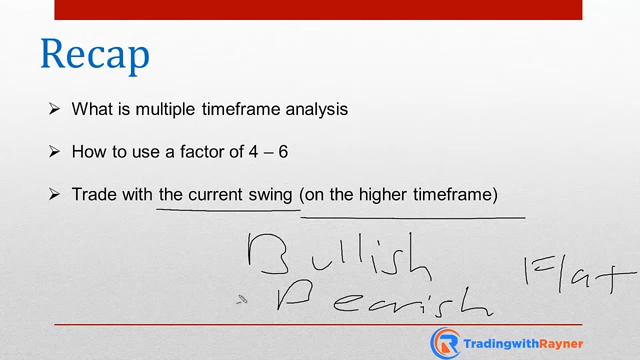 Recap
What is multiple timeframe analysis
How to use a factor of 4 – 6
Trade with the current swing (on the higher timeframe)
Bullish
Flat
Bearish
TradingwithRayner